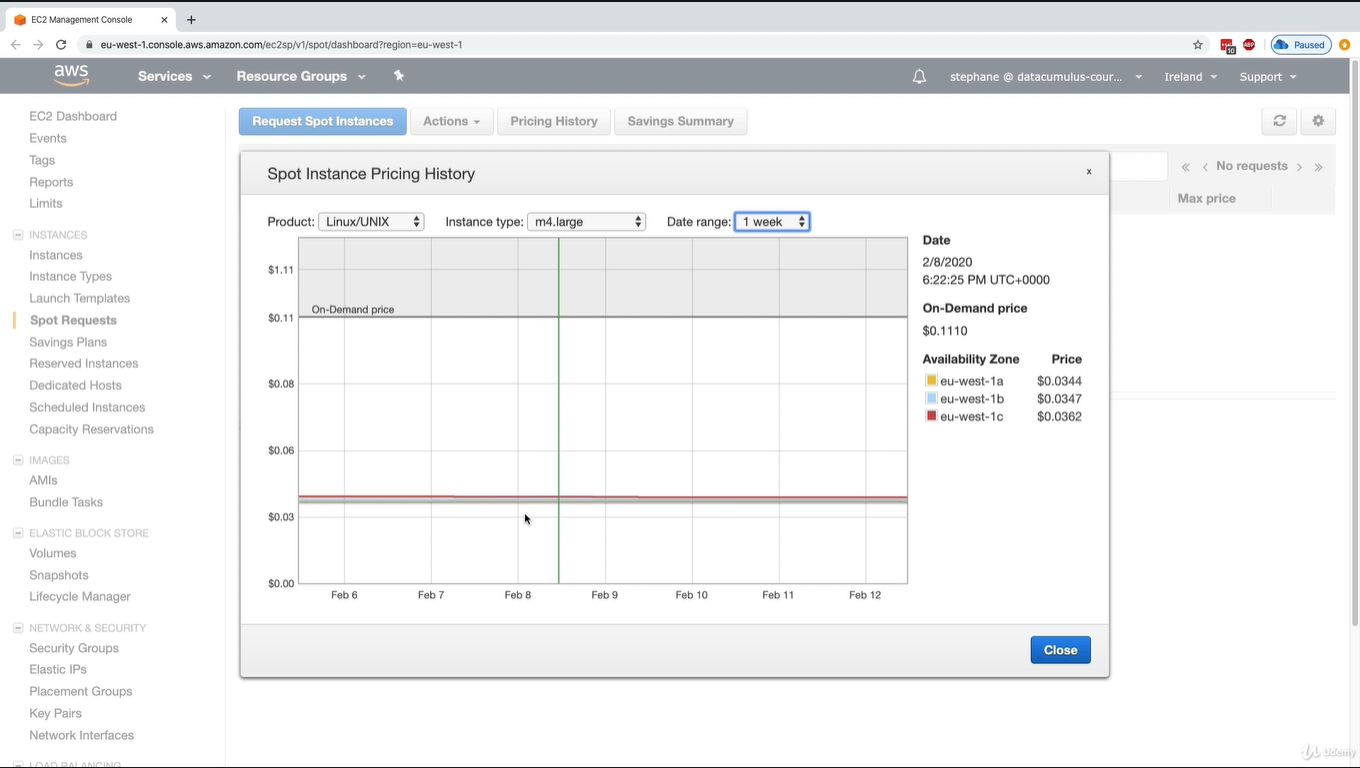 EC2 Management Console
eu-west-1.console.aws.amazon.com/ec2sp/v1/spot/dashboard?region=eu-west-1
10
ABP
Paused
aws
Services
Resource Groups
stephane @ datacumulus-cour...
Ireland
Support
EC2 Dashboard
Events
Tags
Reports
Limits
INSTANCES
Instances
Instance Types
Launch Templates
Spot Requests
Savings Plans
Reserved Instances
Dedicated Hosts
Scheduled Instances
Capacity Reservations
IMAGES
AMIs
Bundle Tasks
ELASTIC BLOCK STORE
Volumes
Snapshots
Lifecycle Manager
NETWORK & SECURITY
Security Groups
Elastic IPs
Placement Groups
Key Pairs
Network Interfaces
LOAD BALANCING
Request Spot Instances
Actions
Pricing History
Savings Summary
No requests
Max price
Spot Instance Pricing History
x
Product: Linux/UNIX
Instance type: m4.large
Date range: 1 week
$1.11
$0.11
$0.08
$0.06
$0.03
$0.00
On-Demand price
Feb 6
Feb 7
Feb 8
Feb 9
Feb 10
Feb 11
Feb 12
Date
2/8/2020
6:22:25 PM UTC+0000
On-Demand price
$0.1110
Availability Zone Price
eu-west-1a $0.0344
eu-west-1b $0.0347
eu-west-1c $0.0362
Close
Udemy